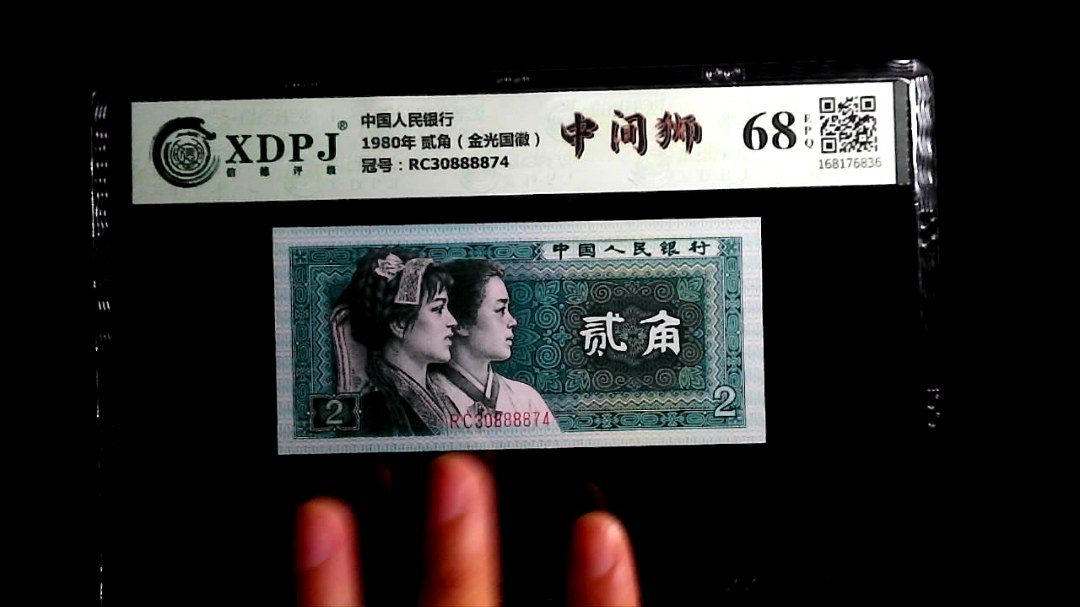 XDPJ®
信德评级
中国人民银行
1980年 贰角（金光国徽）
冠号：RC30888874
中间狮
68
EPQ
168176836
中国人民银行
贰角
2
2
RC30888874